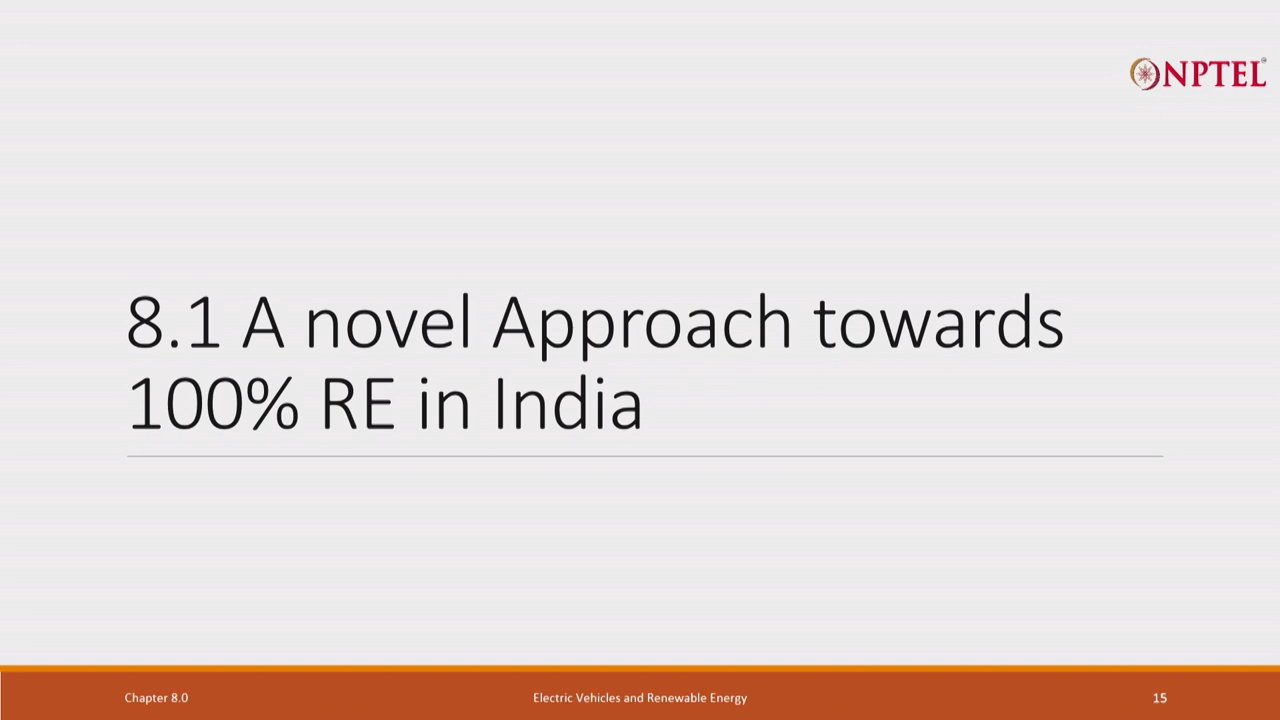 NPTEL
8.1 A novel Approach towards
100% RE in India
Chapter 8.0
Electric Vehicles and Renewable Energy
15